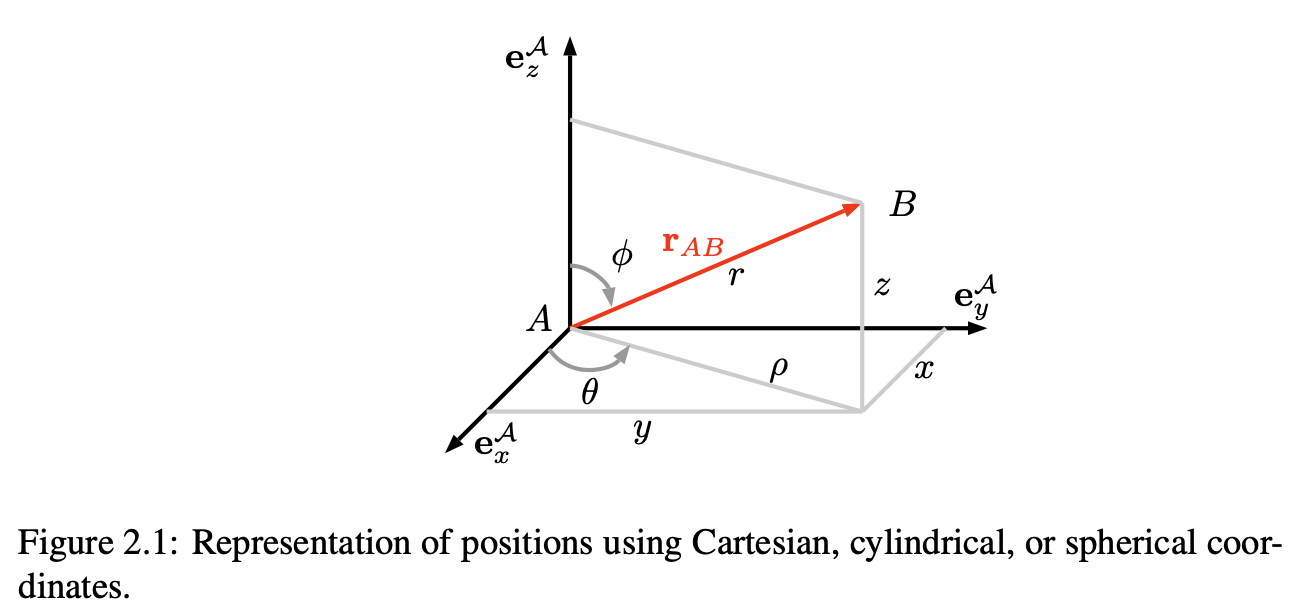 e_z^𝒜
B
ϕ
r_AB
r
z
e_y^𝒜
A
x
ρ
θ
y
e_x^𝒜
Figure 2.1: Representation of positions using Cartesian, cylindrical, or spherical coor-
dinates.